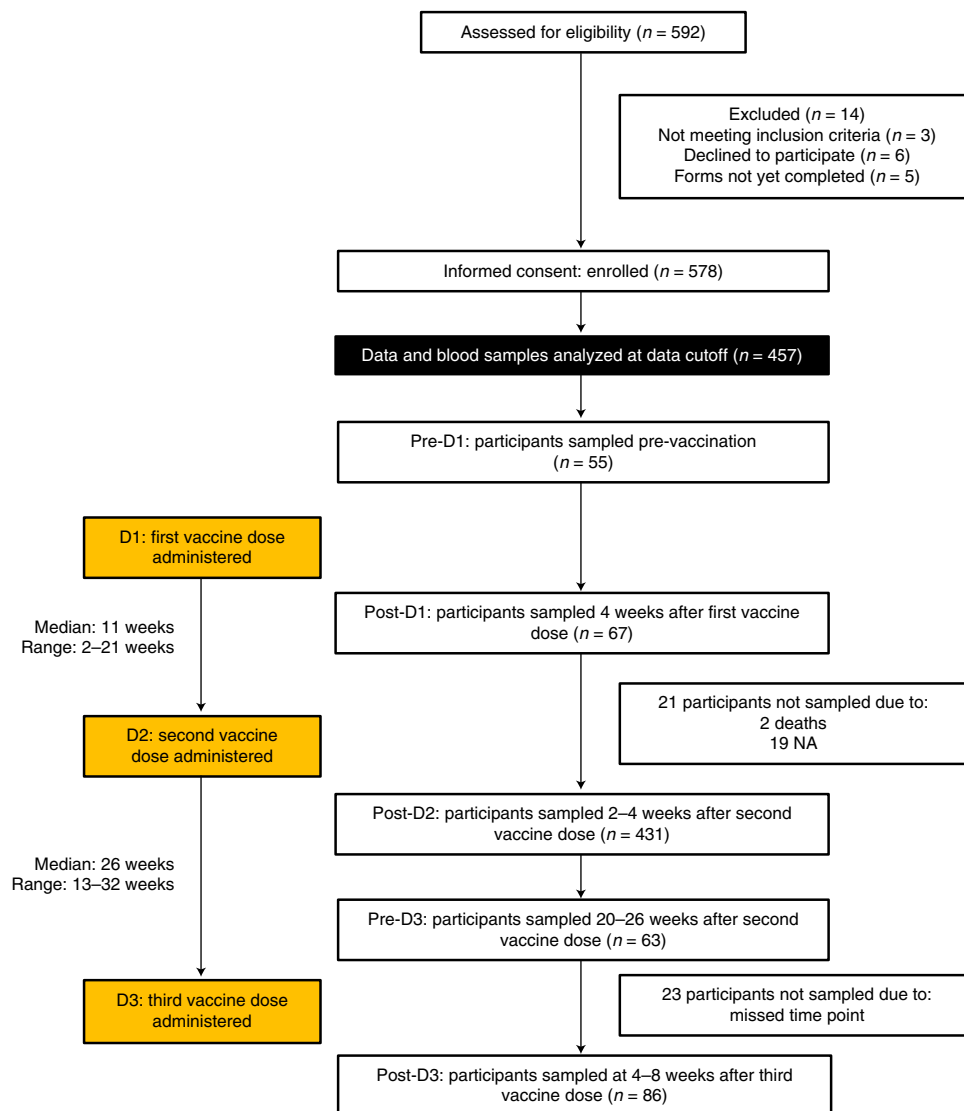 Assessed for eligibility (n = 592)
Excluded (n = 14)
Not meeting inclusion criteria (n = 3)
Declined to participate (n = 6)
Forms not yet completed (n = 5)
Informed consent: enrolled (n = 578)
Data and blood samples analyzed at data cutoff (n = 457)
Pre-D1: participants sampled pre-vaccination
(n = 55)
D1: first vaccine dose
administered
Median: 11 weeks
Range: 2–21 weeks
Post-D1: participants sampled 4 weeks after first vaccine
dose (n = 67)
21 participants not sampled due to:
2 deaths
19 NA
D2: second vaccine
dose administered
Post-D2: participants sampled 2–4 weeks after second
vaccine dose (n = 431)
Median: 26 weeks
Range: 13–32 weeks
Pre-D3: participants sampled 20–26 weeks after second
vaccine dose (n = 63)
D3: third vaccine dose
administered
23 participants not sampled due to:
missed time point
Post-D3: participants sampled at 4–8 weeks after third
vaccine dose (n = 86)